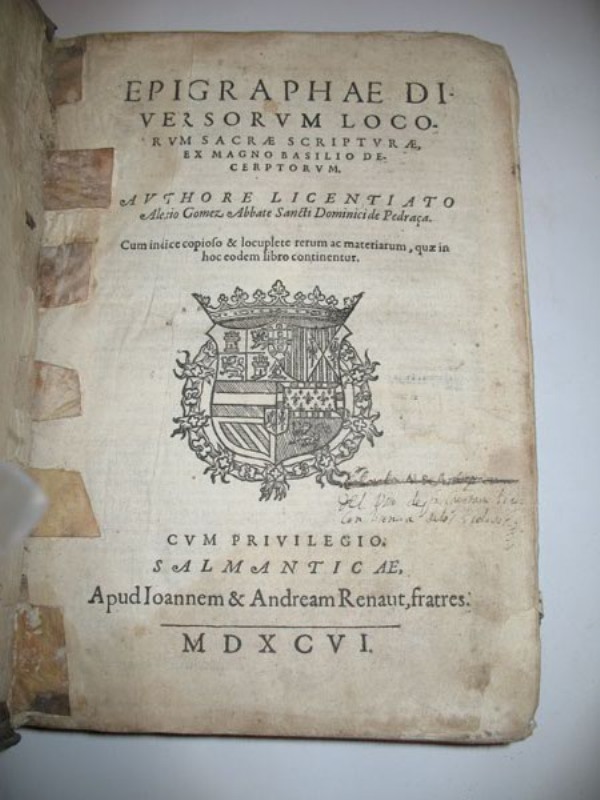 EPIGRAPHAE DI-
VERSORVM LOCO-
RVM SACRÆ SCRIPTVRÆ,
EX MAGNO BASILIO DE-
CERPTORVM.
AVTHORE LICENTIATO
Alexio Gomez Abbate Sancti Dominici de Pedraça.
Cum indice copioso & locuplete rerum ac materiarum, quæ in
hoc eodem libro continentur.
CVM PRIVILEGIO.
SALMANTICAE,
Apud Ioannem & Andream Renaut, fratres.
MDXCVI.